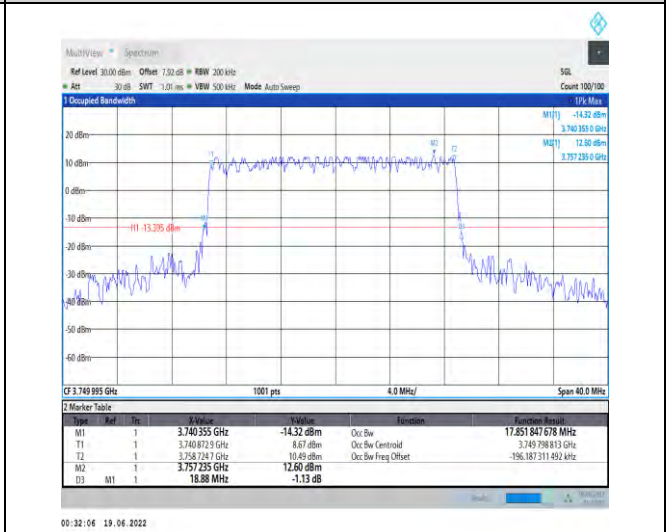 MultiView Spectrum
Ref Level 30.00 dBm Offset 7.92 dB RBW 200 kHz SGL
Att 30 dB SWT 1.01 ms VBW 500 kHz Mode Auto Sweep Count 100/100
1 Occupied Bandwidth 1Pk Max
M1[1] -14.32 dBm
3.740 355 0 GHz
M2[1] 12.60 dBm
3.757 235 0 GHz
20 dBm
M2
T2
T1
10 dBm
0 dBm
-10 dBm
H1 -13.395 dBm
-20 dBm
-30 dBm
-40 dBm
-50 dBm
-60 dBm
CF 3.749 995 GHz 1001 pts 4.0 MHz/ Span 40.0 MHz
2 Marker Table
Type Ref Trc X-Value Y-Value Function Function Result
M1 1 3.740 355 GHz -14.32 dBm Occ Bw 17.851 847 678 MHz
T1 1 3.740 872 9 GHz 8.67 dBm Occ Bw Centroid 3.749 798 813 GHz
T2 1 3.758 724 7 GHz 10.49 dBm Occ Bw Freq Offset -196.187 311 492 kHz
M2 1 3.757 235 GHz 12.60 dBm
D3 M1 1 18.88 MHz -1.13 dB
00:32:06 19.06.2022